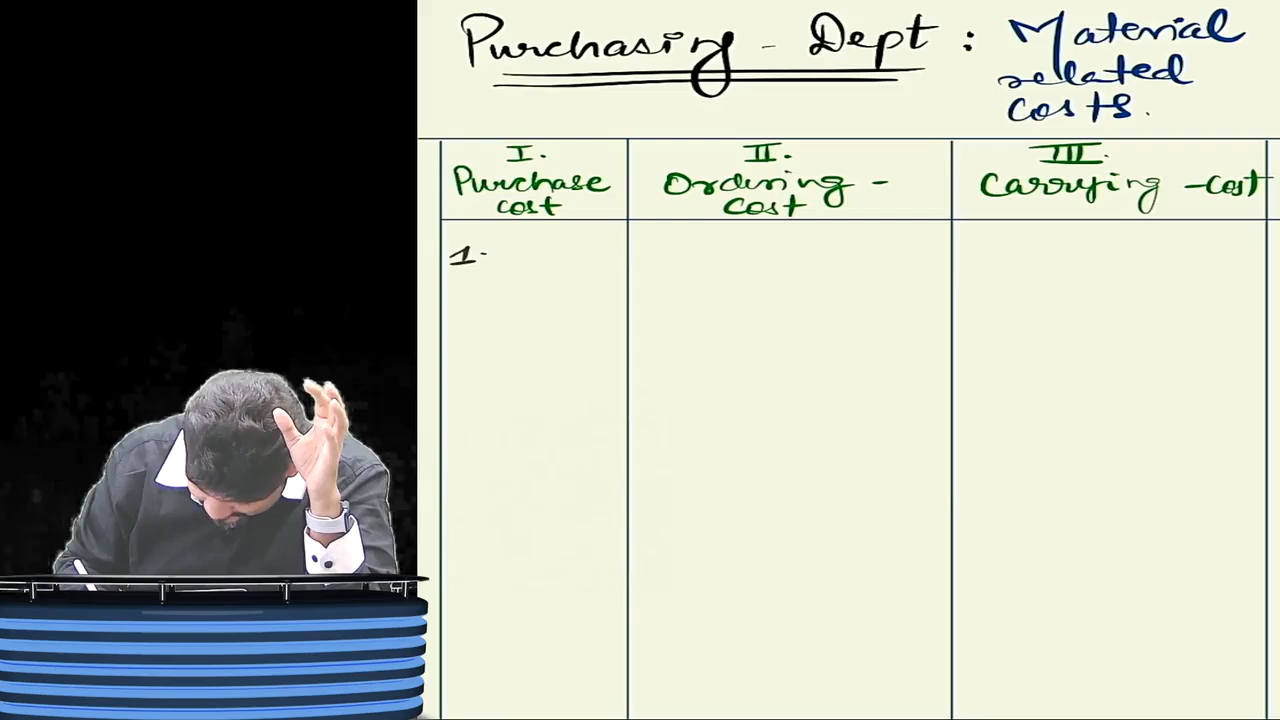 Purchasing - Dept : Material
related
costs.
I.
Purchase
cost
II.
Ordering -
cost
III.
Carrying - cost
1.